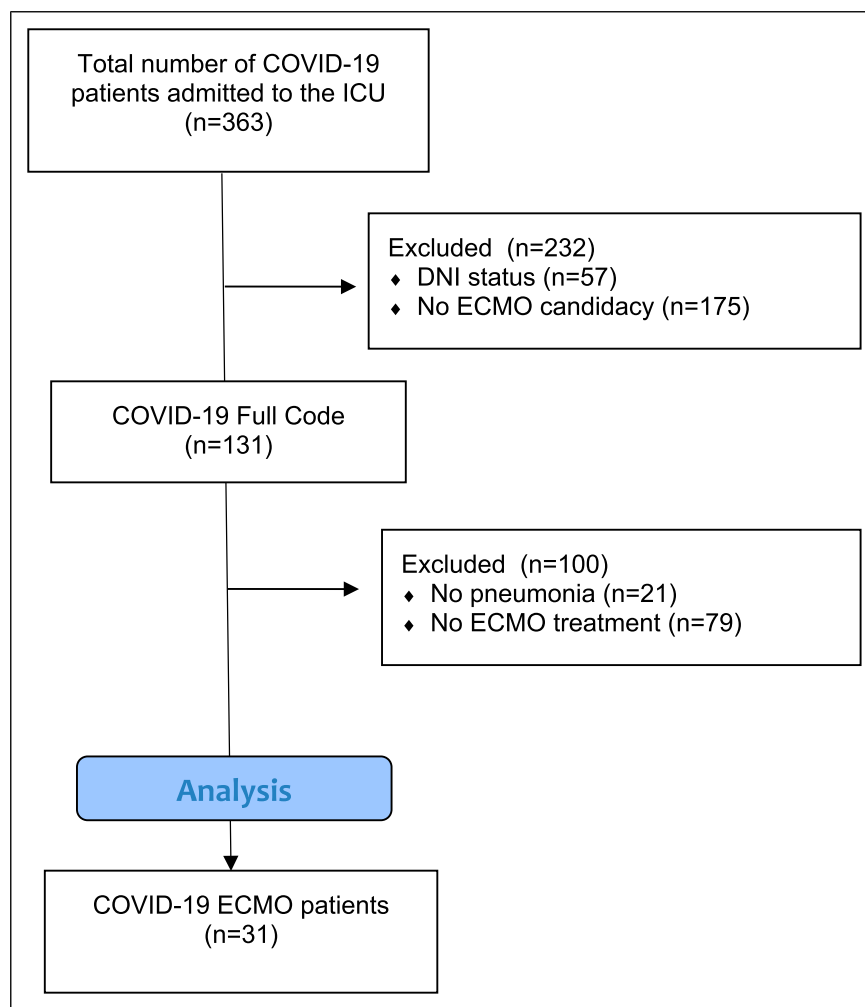 Total number of COVID-19
patients admitted to the ICU
(n=363)
Excluded  (n=232)
♦ DNI status (n=57)
♦ No ECMO candidacy (n=175)
COVID-19 Full Code
(n=131)
Excluded  (n=100)
♦ No pneumonia (n=21)
♦ No ECMO treatment (n=79)
Analysis
COVID-19 ECMO patients
(n=31)